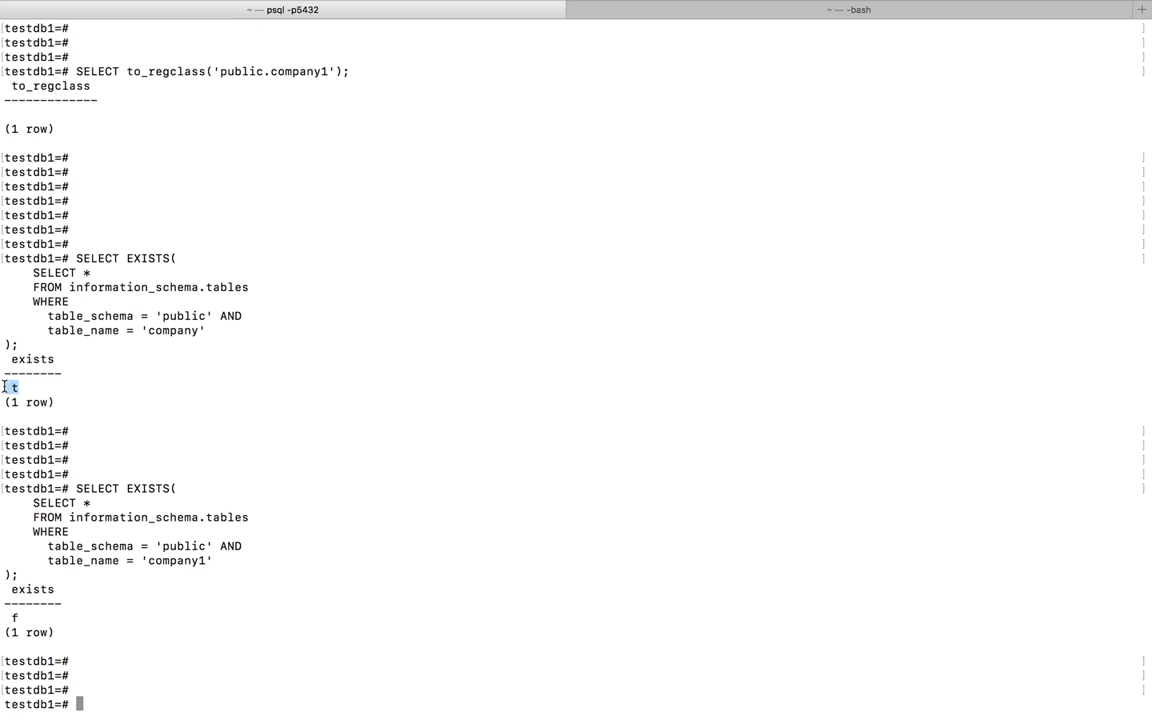 ~ — psql -p5432
~ — -bash
+
[testdb1=# ]
[testdb1=# ]
[testdb1=# ]
[testdb1=# SELECT to_regclass('public.company1'); ]
to_regclass
-------------
(1 row)
[testdb1=# ]
[testdb1=# ]
[testdb1=# ]
[testdb1=# ]
[testdb1=# ]
[testdb1=# ]
[testdb1=# ]
[testdb1=# SELECT EXISTS( ]
SELECT *
FROM information_schema.tables
WHERE
table_schema = 'public' AND
table_name = 'company'
);
exists
--------
t
(1 row)
[testdb1=# ]
[testdb1=# ]
[testdb1=# ]
[testdb1=# ]
[testdb1=# SELECT EXISTS( ]
SELECT *
FROM information_schema.tables
WHERE
table_schema = 'public' AND
table_name = 'company1'
);
exists
--------
f
(1 row)
[testdb1=# ]
[testdb1=# ]
[testdb1=# ]
testdb1=#